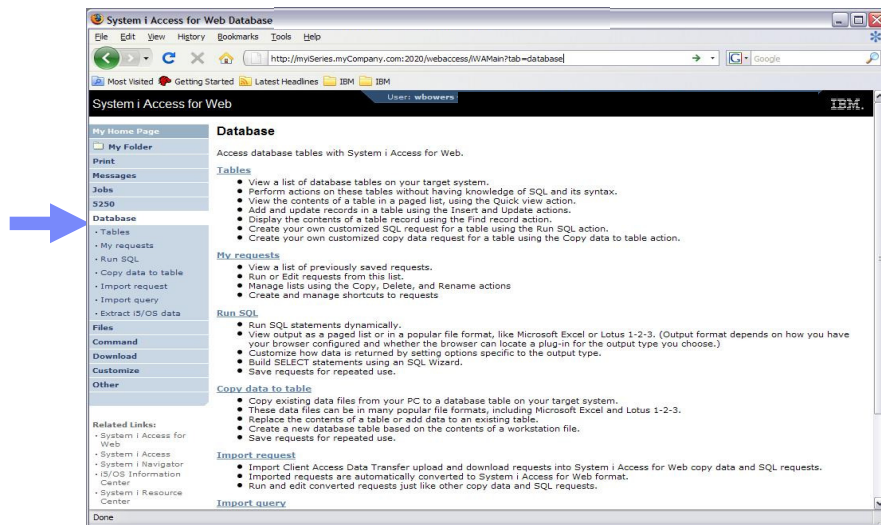 System i Access for Web Database
File Edit View History Bookmarks Tools Help
http://myiSeries.myCompany.com:2020/webaccess/iWAMain?tab=database
Google
Most Visited Getting Started Latest Headlines IBM IBM
System i Access for Web
User: wbowers
IBM.
My Home Page
My Folder
Print
Messages
Jobs
5250
Database
• Tables
• My requests
• Run SQL
• Copy data to table
• Import request
• Import query
• Extract i5/OS data
Files
Command
Download
Customize
Other
Related Links:
• System i Access for
Web
• System i Access
• System i Navigator
• i5/OS Information
Center
• System i Resource
Center
Database
Access database tables with System i Access for Web.
Tables
• View a list of database tables on your target system.
• Perform actions on these tables without having knowledge of SQL and its syntax.
• View the contents of a table in a paged list, using the Quick view action.
• Add and update records in a table using the Insert and Update actions.
• Display the contents of a table record using the Find record action.
• Create your own customized SQL request for a table using the Run SQL action.
• Create your own customized copy data request for a table using the Copy data to table action.
My requests
• View a list of previously saved requests.
• Run or Edit requests from this list.
• Manage lists using the Copy, Delete, and Rename actions
• Create and manage shortcuts to requests
Run SQL
• Run SQL statements dynamically.
• View output as a paged list or in a popular file format, like Microsoft Excel or Lotus 1-2-3. (Output format depends on how you have
your browser configured and whether the browser can locate a plug-in for the output type you choose.)
• Customize how data is returned by setting options specific to the output type.
• Build SELECT statements using an SQL Wizard.
• Save requests for repeated use.
Copy data to table
• Copy existing data files from your PC to a database table on your target system.
• These data files can be in many popular file formats, including Microsoft Excel and Lotus 1-2-3.
• Replace the contents of a table or add data to an existing table.
• Create a new database table based on the contents of a workstation file.
• Save requests for repeated use.
Import request
• Import Client Access Data Transfer upload and download requests into System i Access for Web copy data and SQL requests.
• Imported requests are automatically converted to System i Access for Web format.
• Run and edit converted requests just like other copy data and SQL requests.
Import query
Done